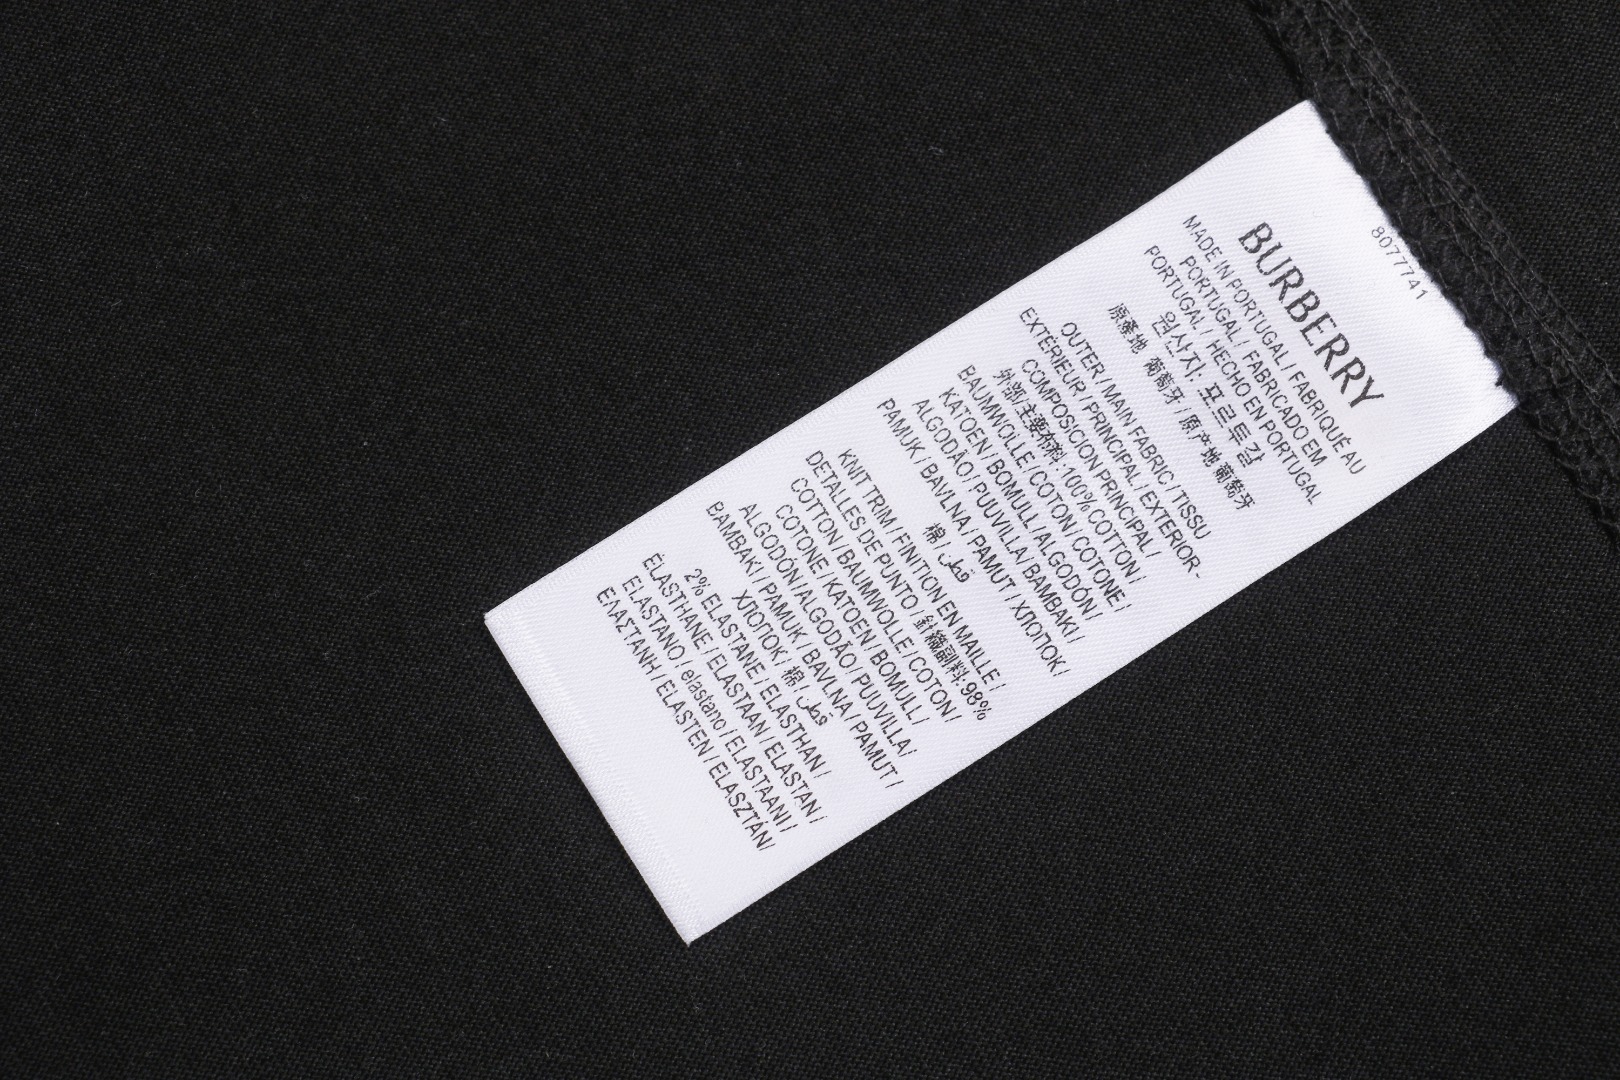 8077741
BURBERRY
MADE IN PORTUGAL / FABRIQUÉ AU
PORTUGAL / FABRICADO EM
PORTUGAL / HECHO EN PORTUGAL
원산지: 포르투갈
原產地 葡萄牙 / 原产地 葡萄牙
OUTER / MAIN FABRIC / TISSU
EXTÉRIEUR / PRINCIPAL / EXTERIOR-
COMPOSICION PRINCIPAL /
外部/主要布料: 100% COTTON /
BAUMWOLLE / COTON / COTONE /
KATOEN / BOMULL / ALGODÓN /
ALGODÃO / PUUVILLA / BAMBAKI /
PAMUK / BAVLNA / PAMUT / ХЛОПОК /
棉 / قطن
KNIT TRIM / FINITION EN MAILLE /
DETALLES DE PUNTO / 針織副料: 98%
COTTON / BAUMWOLLE / COTON /
COTONE / KATOEN / BOMULL /
ALGODÓN / ALGODÃO / PUUVILLA /
BAMBAKI / PAMUK / BAVLNA / PAMUT /
ХЛОПОК / 棉 / قطن
2% ELASTANE / ELASTHAN /
ÉLASTHANE / ELASTAAN / ELASTAN /
ELASTANO / elastano / ELASTAANI /
ΕΛΑΣΤΑΝΗ / ELASTEN / ELASZTÁN /